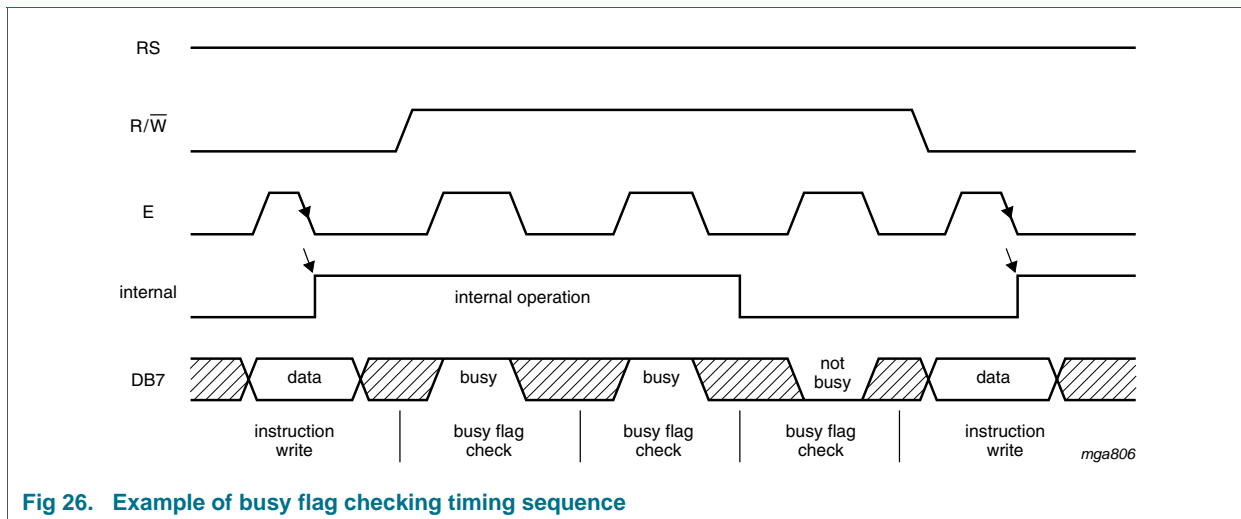 RS
R/W̅
E
internal
internal operation
DB7
data
busy
busy
not
busy
data
instruction
write
busy flag
check
busy flag
check
busy flag
check
instruction
write
mga806
Fig 26. Example of busy flag checking timing sequence